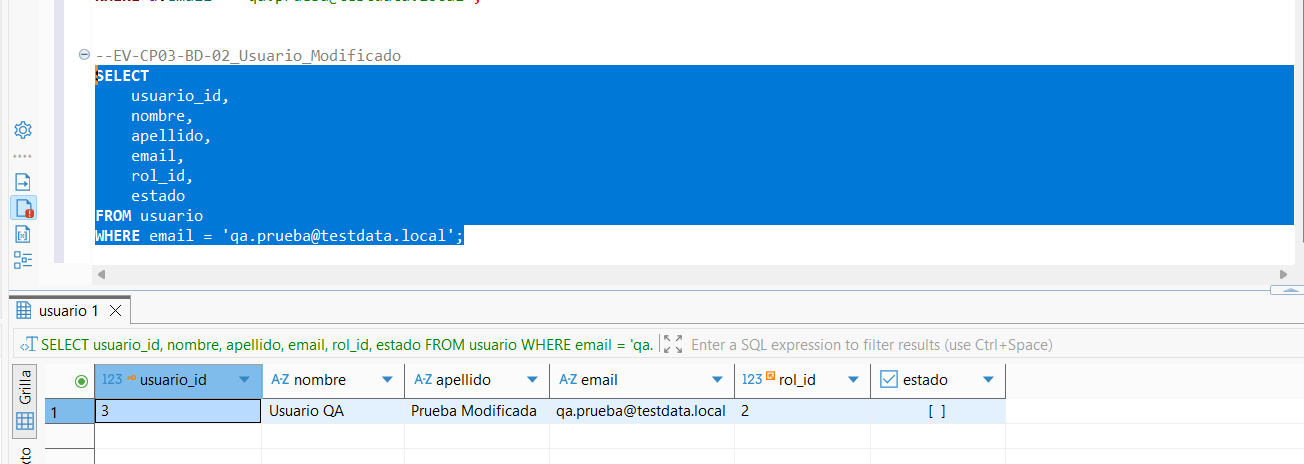 --EV-CP03-BD-02_Usuario_Modificado
SELECT
usuario_id,
nombre,
apellido,
email,
rol_id,
estado
FROM usuario
WHERE email = 'qa.prueba@testdata.local';
usuario 1
SELECT usuario_id, nombre, apellido, email, rol_id, estado FROM usuario WHERE email = 'qa. Enter a SQL expression to filter results (use Ctrl+Space)
Grilla
123 usuario_id A-Z nombre A-Z apellido A-Z email 123 rol_id estado
1 3 Usuario QA Prueba Modificada qa.prueba@testdata.local 2 [ ]